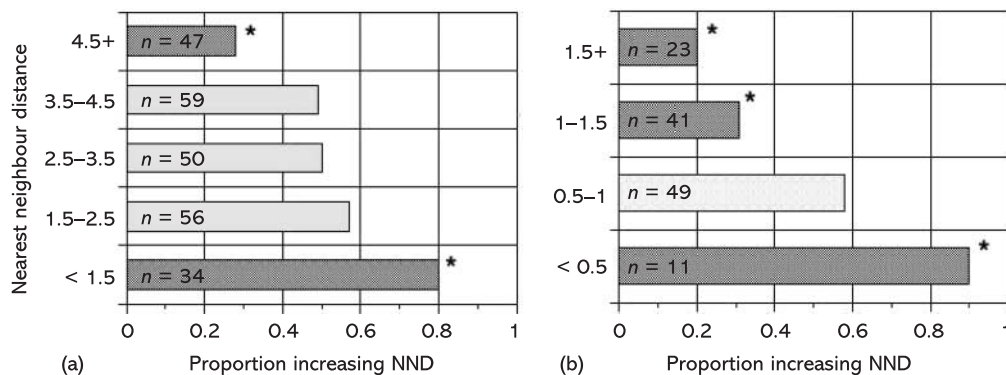 Nearest neighbour distance
4.5+
n = 47
*
3.5–4.5
n = 59
2.5–3.5
n = 50
1.5–2.5
n = 56
< 1.5
n = 34
*
0
0.2
0.4
0.6
0.8
1
(a)
Proportion increasing NND
1.5+
n = 23
*
1–1.5
n = 41
*
0.5–1
n = 49
< 0.5
n = 11
*
0
0.2
0.4
0.6
0.8
1
(b)
Proportion increasing NND